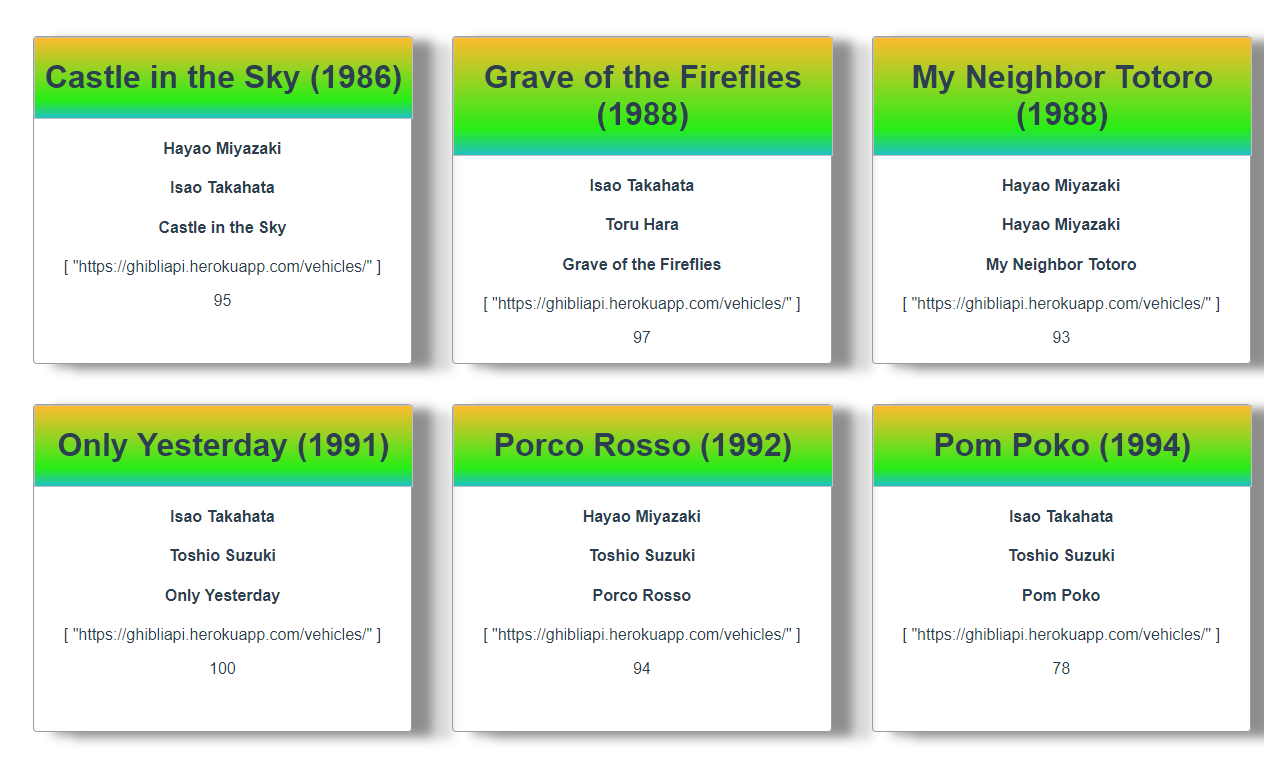 Castle in the Sky (1986)
Hayao Miyazaki
Isao Takahata
Castle in the Sky
[ "https://ghibliapi.herokuapp.com/vehicles/" ]
95
Grave of the Fireflies
(1988)
Isao Takahata
Toru Hara
Grave of the Fireflies
[ "https://ghibliapi.herokuapp.com/vehicles/" ]
97
My Neighbor Totoro
(1988)
Hayao Miyazaki
Hayao Miyazaki
My Neighbor Totoro
[ "https://ghibliapi.herokuapp.com/vehicles/" ]
93
Only Yesterday (1991)
Isao Takahata
Toshio Suzuki
Only Yesterday
[ "https://ghibliapi.herokuapp.com/vehicles/" ]
100
Porco Rosso (1992)
Hayao Miyazaki
Toshio Suzuki
Porco Rosso
[ "https://ghibliapi.herokuapp.com/vehicles/" ]
94
Pom Poko (1994)
Isao Takahata
Toshio Suzuki
Pom Poko
[ "https://ghibliapi.herokuapp.com/vehicles/" ]
78